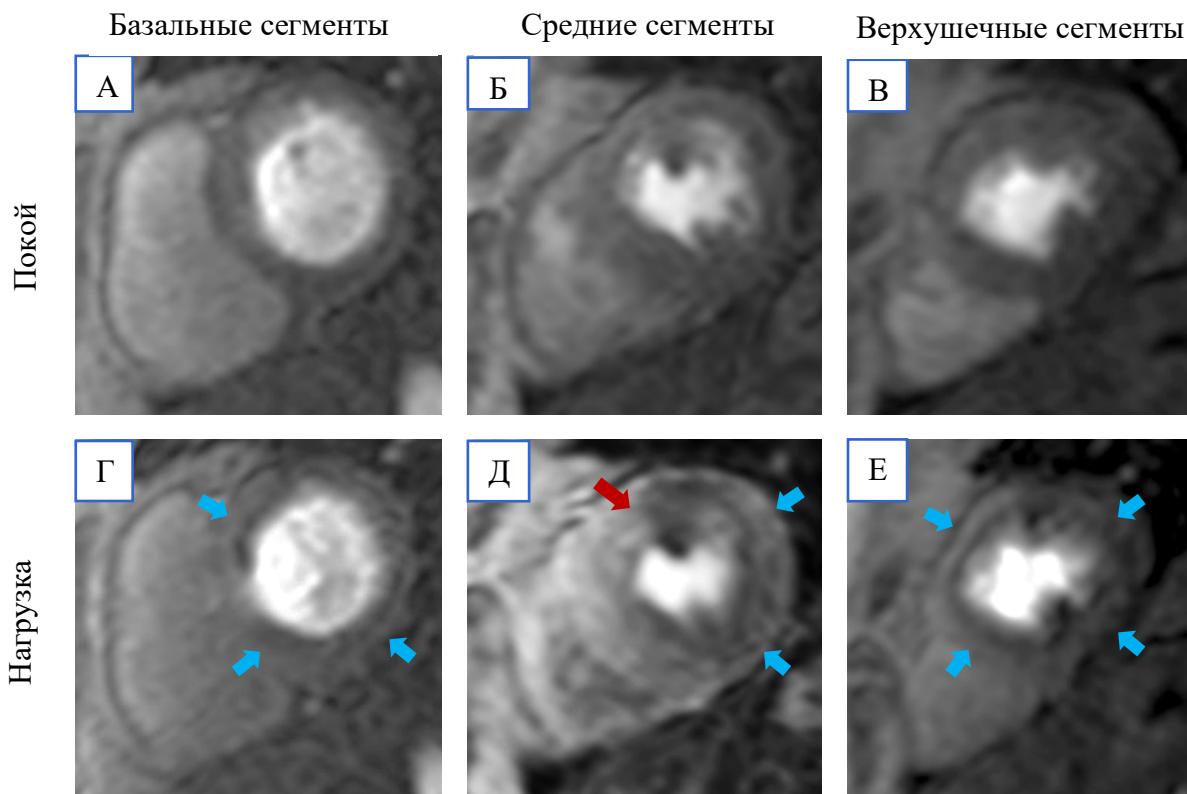 Базальные сегменты
Средние сегменты
Верхушечные сегменты
Покой
А
Б
В
Нагрузка
Г
Д
Е